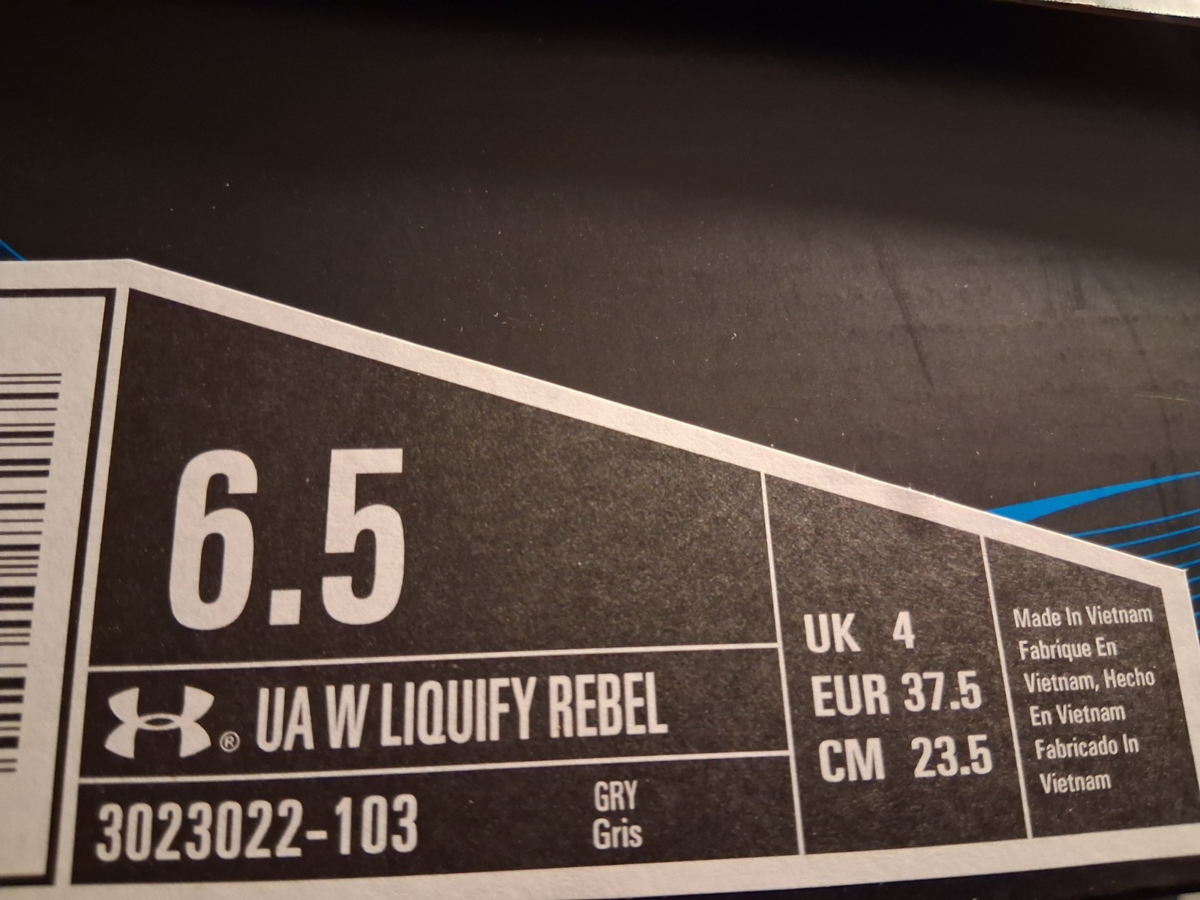 6.5
® UA W LIQUIFY REBEL
3023022-103
GRY
Gris
UK 4
EUR 37.5
CM 23.5
Made In Vietnam
Fabrique En
Vietnam, Hecho
En Vietnam
Fabricado In
Vietnam